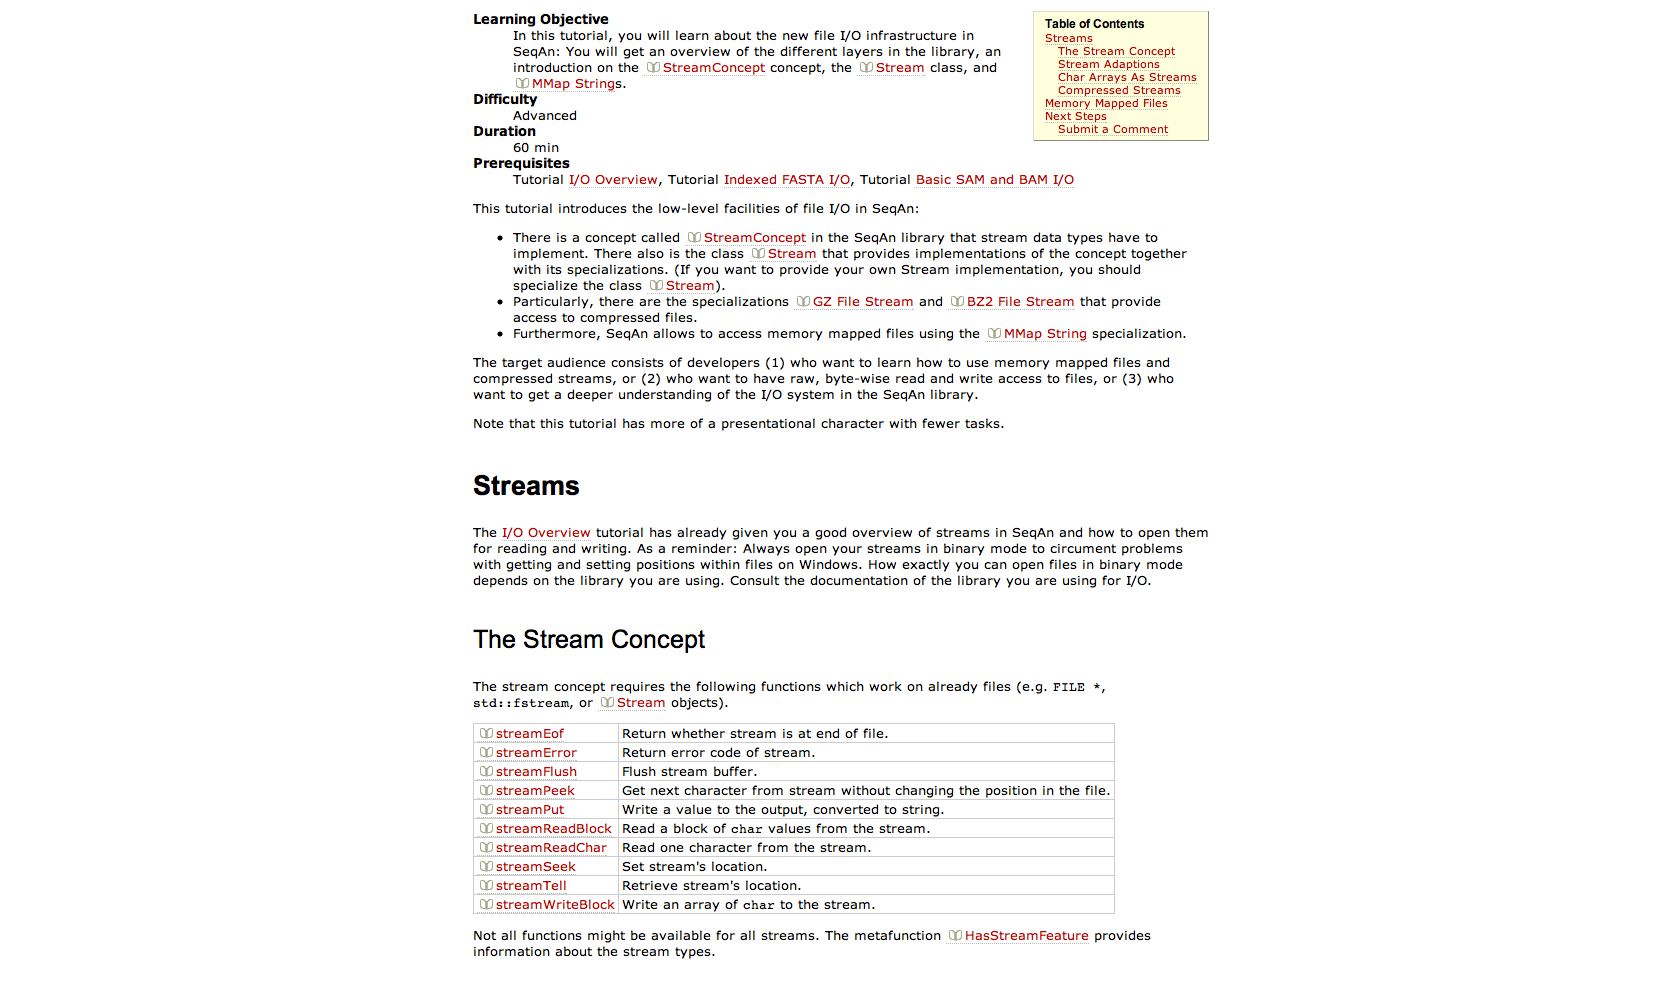 Learning Objective
In this tutorial, you will learn about the new file I/O infrastructure in
SeqAn: You will get an overview of the different layers in the library, an
introduction on the StreamConcept concept, the Stream class, and
MMap Strings.
Difficulty
Advanced
Duration
60 min
Prerequisites
Tutorial I/O Overview, Tutorial Indexed FASTA I/O, Tutorial Basic SAM and BAM I/O
Table of Contents
Streams
The Stream Concept
Stream Adaptions
Char Arrays As Streams
Compressed Streams
Memory Mapped Files
Next Steps
Submit a Comment
This tutorial introduces the low-level facilities of file I/O in SeqAn:
• There is a concept called StreamConcept in the SeqAn library that stream data types have to
implement. There also is the class Stream that provides implementations of the concept together
with its specializations. (If you want to provide your own Stream implementation, you should
specialize the class Stream).
• Particularly, there are the specializations GZ File Stream and BZ2 File Stream that provide
access to compressed files.
• Furthermore, SeqAn allows to access memory mapped files using the MMap String specialization.
The target audience consists of developers (1) who want to learn how to use memory mapped files and
compressed streams, or (2) who want to have raw, byte-wise read and write access to files, or (3) who
want to get a deeper understanding of the I/O system in the SeqAn library.
Note that this tutorial has more of a presentational character with fewer tasks.
Streams
The I/O Overview tutorial has already given you a good overview of streams in SeqAn and how to open them
for reading and writing. As a reminder: Always open your streams in binary mode to circument problems
with getting and setting positions within files on Windows. How exactly you can open files in binary mode
depends on the library you are using. Consult the documentation of the library you are using for I/O.
The Stream Concept
The stream concept requires the following functions which work on already files (e.g. FILE *,
std::fstream, or Stream objects).
streamEof Return whether stream is at end of file.
streamError Return error code of stream.
streamFlush Flush stream buffer.
streamPeek Get next character from stream without changing the position in the file.
streamPut Write a value to the output, converted to string.
streamReadBlock Read a block of char values from the stream.
streamReadChar Read one character from the stream.
streamSeek Set stream's location.
streamTell Retrieve stream's location.
streamWriteBlock Write an array of char to the stream.
Not all functions might be available for all streams. The metafunction HasStreamFeature provides
information about the stream types.